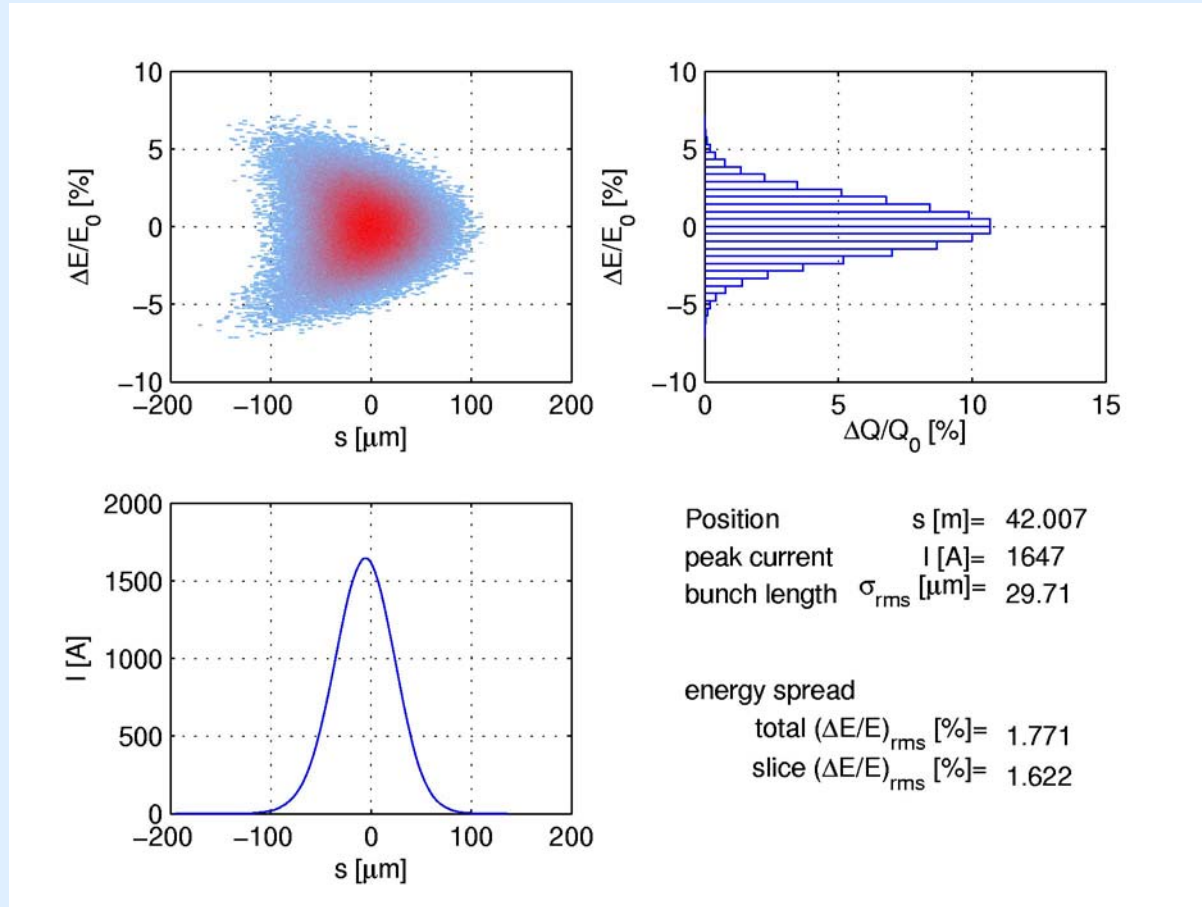 10
5
0
−5
−10
ΔE/E0 [%]
−200 −100 0 100 200
s [μm]
10
5
0
−5
−10
ΔE/E0 [%]
0 5 10 15
ΔQ/Q0 [%]
2000
1500
1000
500
0
I [A]
−200 −100 0 100 200
s [μm]
Position s [m]= 42.007
peak current I [A]= 1647
bunch length σrms [μm]= 29.71
energy spread
total (ΔE/E)rms [%]= 1.771
slice (ΔE/E)rms [%]= 1.622